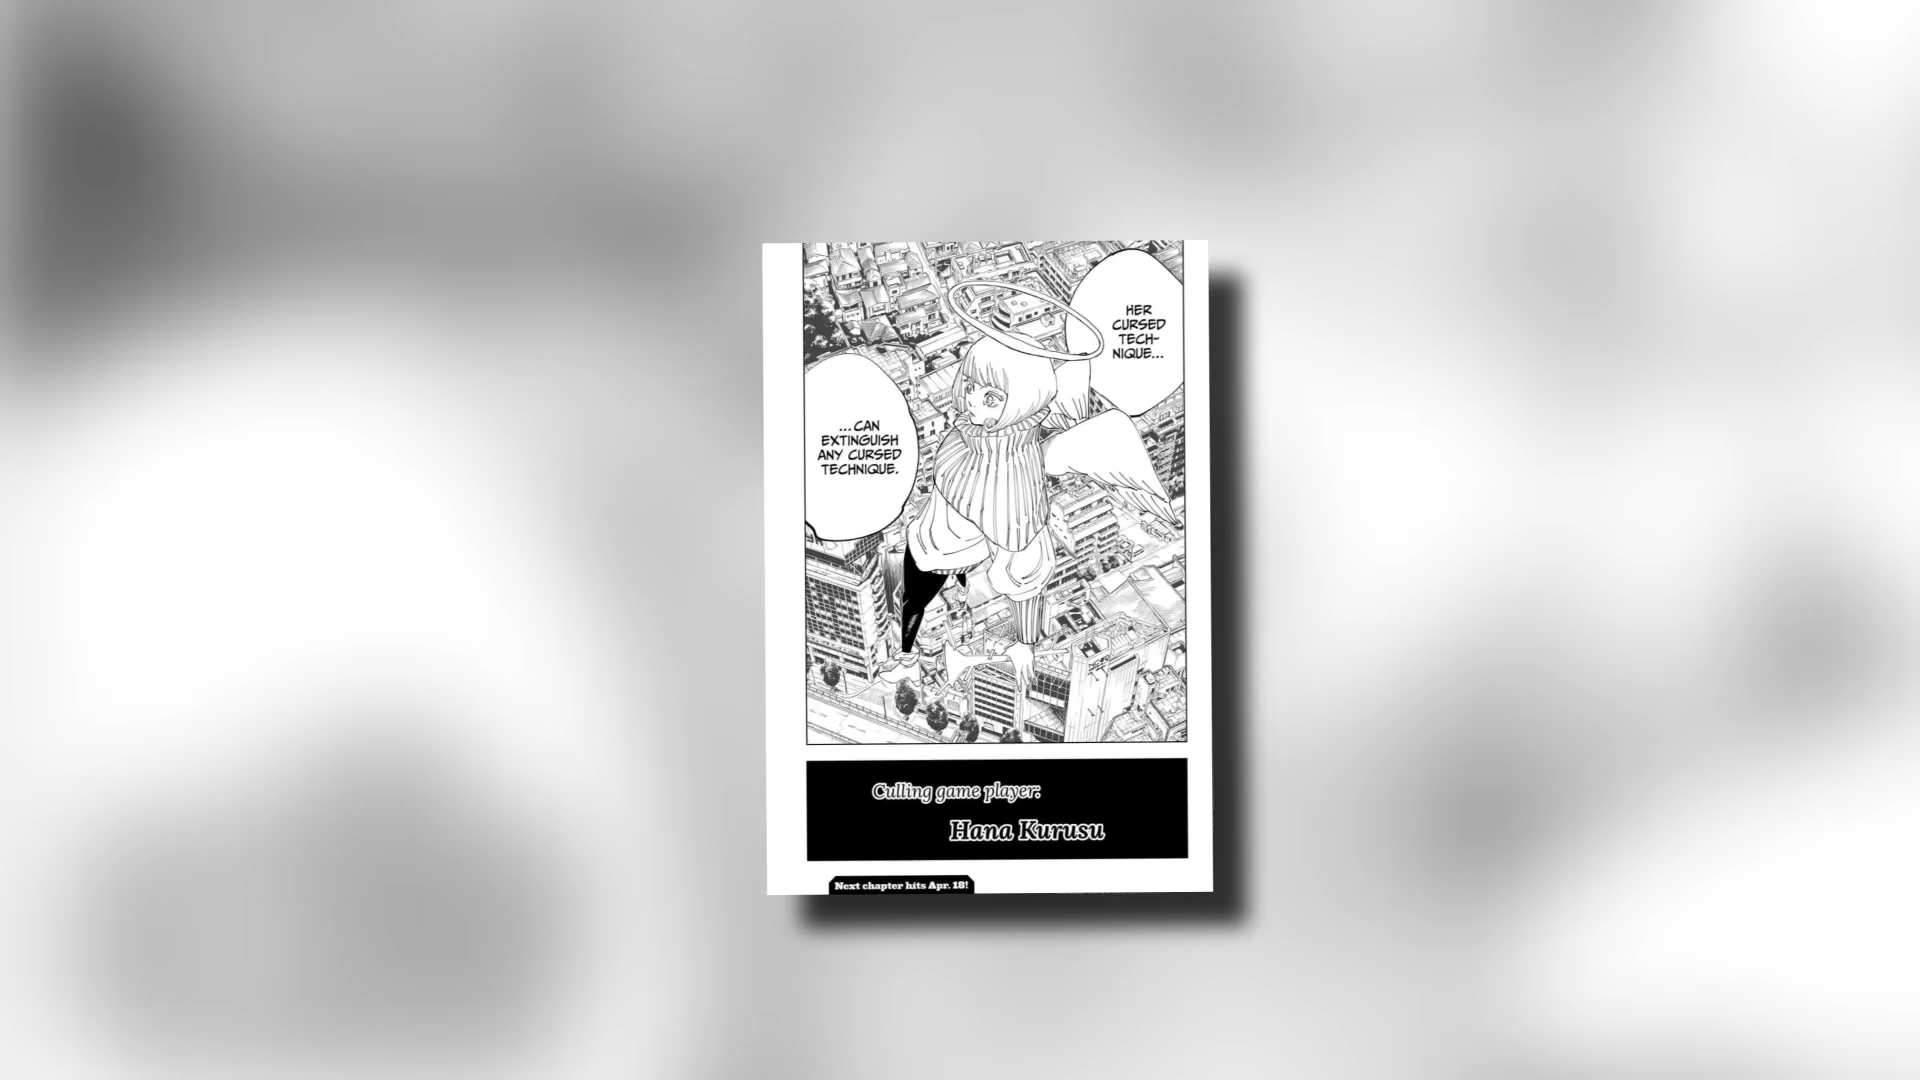 HER
CURSED
TECH-
NIQUE...
...CAN
EXTINGUISH
ANY CURSED
TECHNIQUE.
Culling game player:
Hana Kurusu
Next chapter hits Apr. 18!